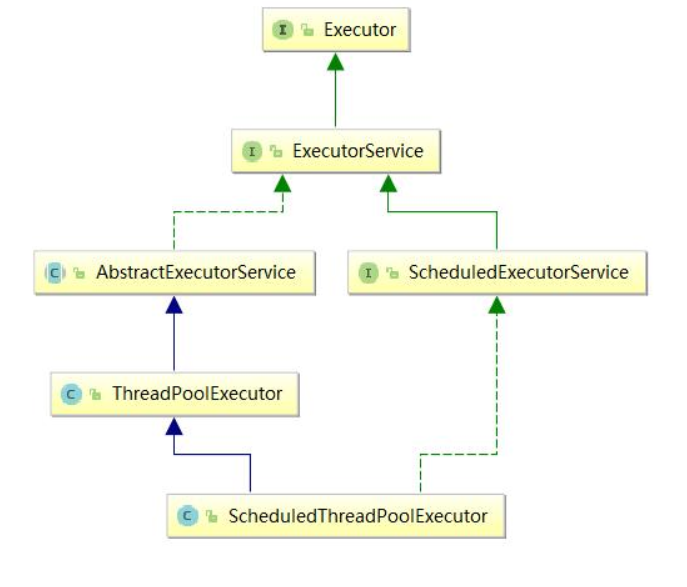 I Executor
I ExecutorService
C AbstractExecutorService
I ScheduledExecutorService
C ThreadPoolExecutor
C ScheduledThreadPoolExecutor